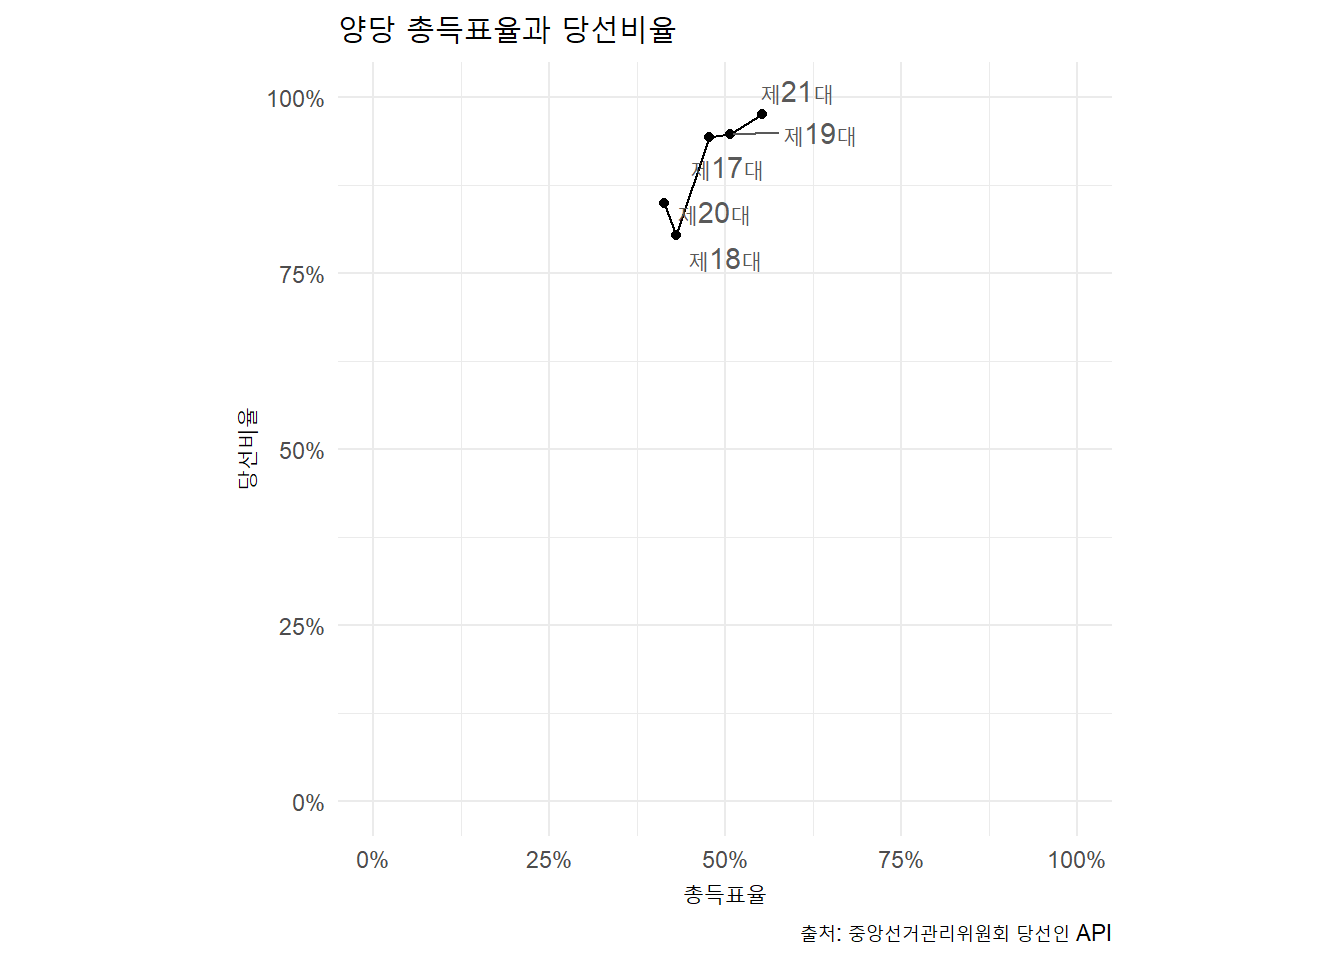 양당 총득표율과 당선비율
100%
75%
50%
25%
0%
당선비율
제21대
제19대
제17대
제20대
제18대
0% 25% 50% 75% 100%
총득표율
출처: 중앙선거관리위원회 당선인 API